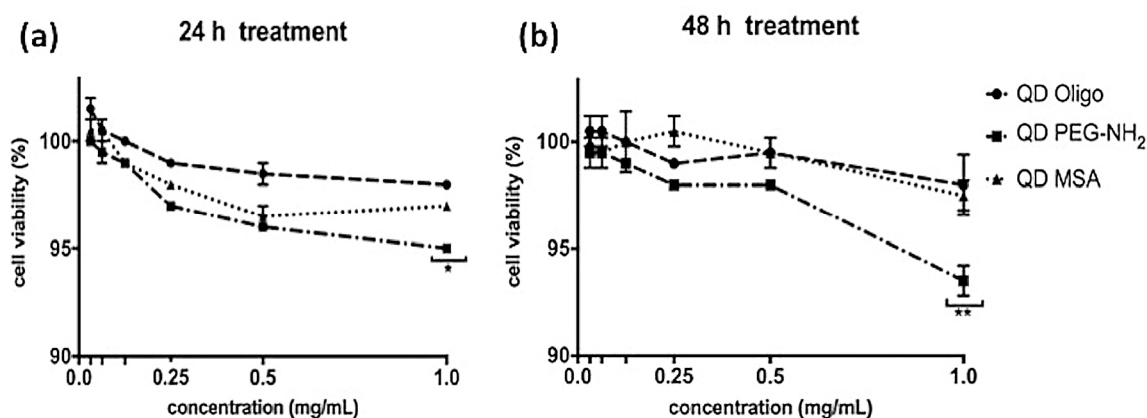 (a)
24 h treatment
cell viability (%)
100
95
90
0.0
0.25
0.5
1.0
*
concentration (mg/mL)
(b)
48 h treatment
cell viability (%)
100
95
90
0.0
0.25
0.5
1.0
**
concentration (mg/mL)
QD Oligo
QD PEG-NH₂
QD MSA